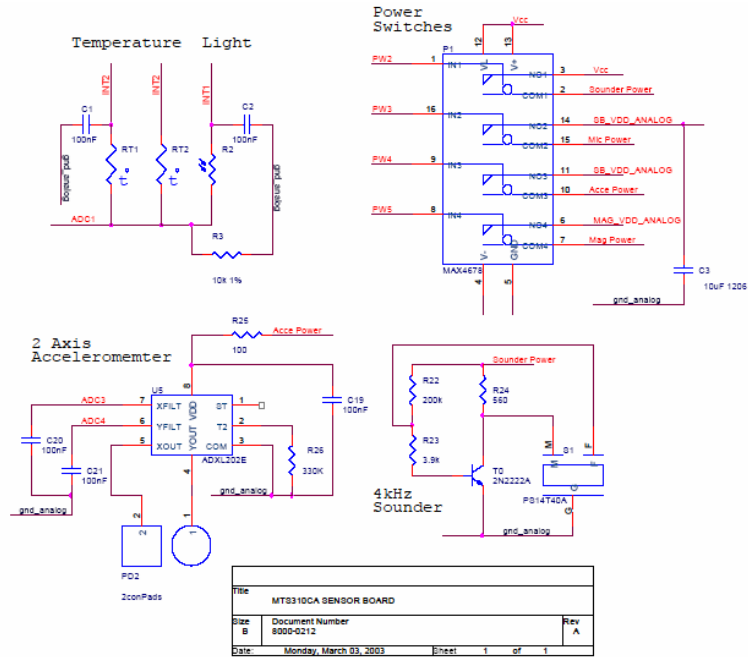 Temperature Light
INT2
INT2
INT1
C1
100nF
C2
100nF
RT1
t°
RT2
t°
R2
gnd_analog
gnd_analog
ADC1
R3
10k 1%
Power
Switches
Vcc
12
13
P1
VL
V+
PW2
1
IN1
NO1
3
Vcc
COM1
2
Sounder Power
PW3
16
IN2
NO2
14
SB_VDD_ANALOG
COM2
15
Mic Power
PW4
9
IN3
NO3
11
SB_VDD_ANALOG
COM3
10
Acce Power
PW5
8
IN4
NO4
6
MAG_VDD_ANALOG
COM4
7
Mag Power
V-
GND
MAX4678
4
5
C3
10uF 1206
gnd_analog
2 Axis
Acceleromemter
R25
100
Acce Power
U5
8
VDD
ADC3
7
XFILT
ST
1
ADC4
6
YFILT
T2
2
5
XOUT
COM
3
YOUT
ADXL202E
4
C19
100nF
C20
100nF
C21
100nF
R26
330K
gnd_analog
gnd_analog
2
2
PD2
2conPads
1
1
Sounder Power
R22
200k
R24
560
R23
3.9k
T0
2N2222A
M
F
S1
M
F
G
PS14T40A
G
4kHz
Sounder
gnd_analog
Title
MTS310CA SENSOR BOARD
Size
B
Document Number
8000-0212
Rev
A
Date: Monday, March 03, 2003 Sheet 1 of 1